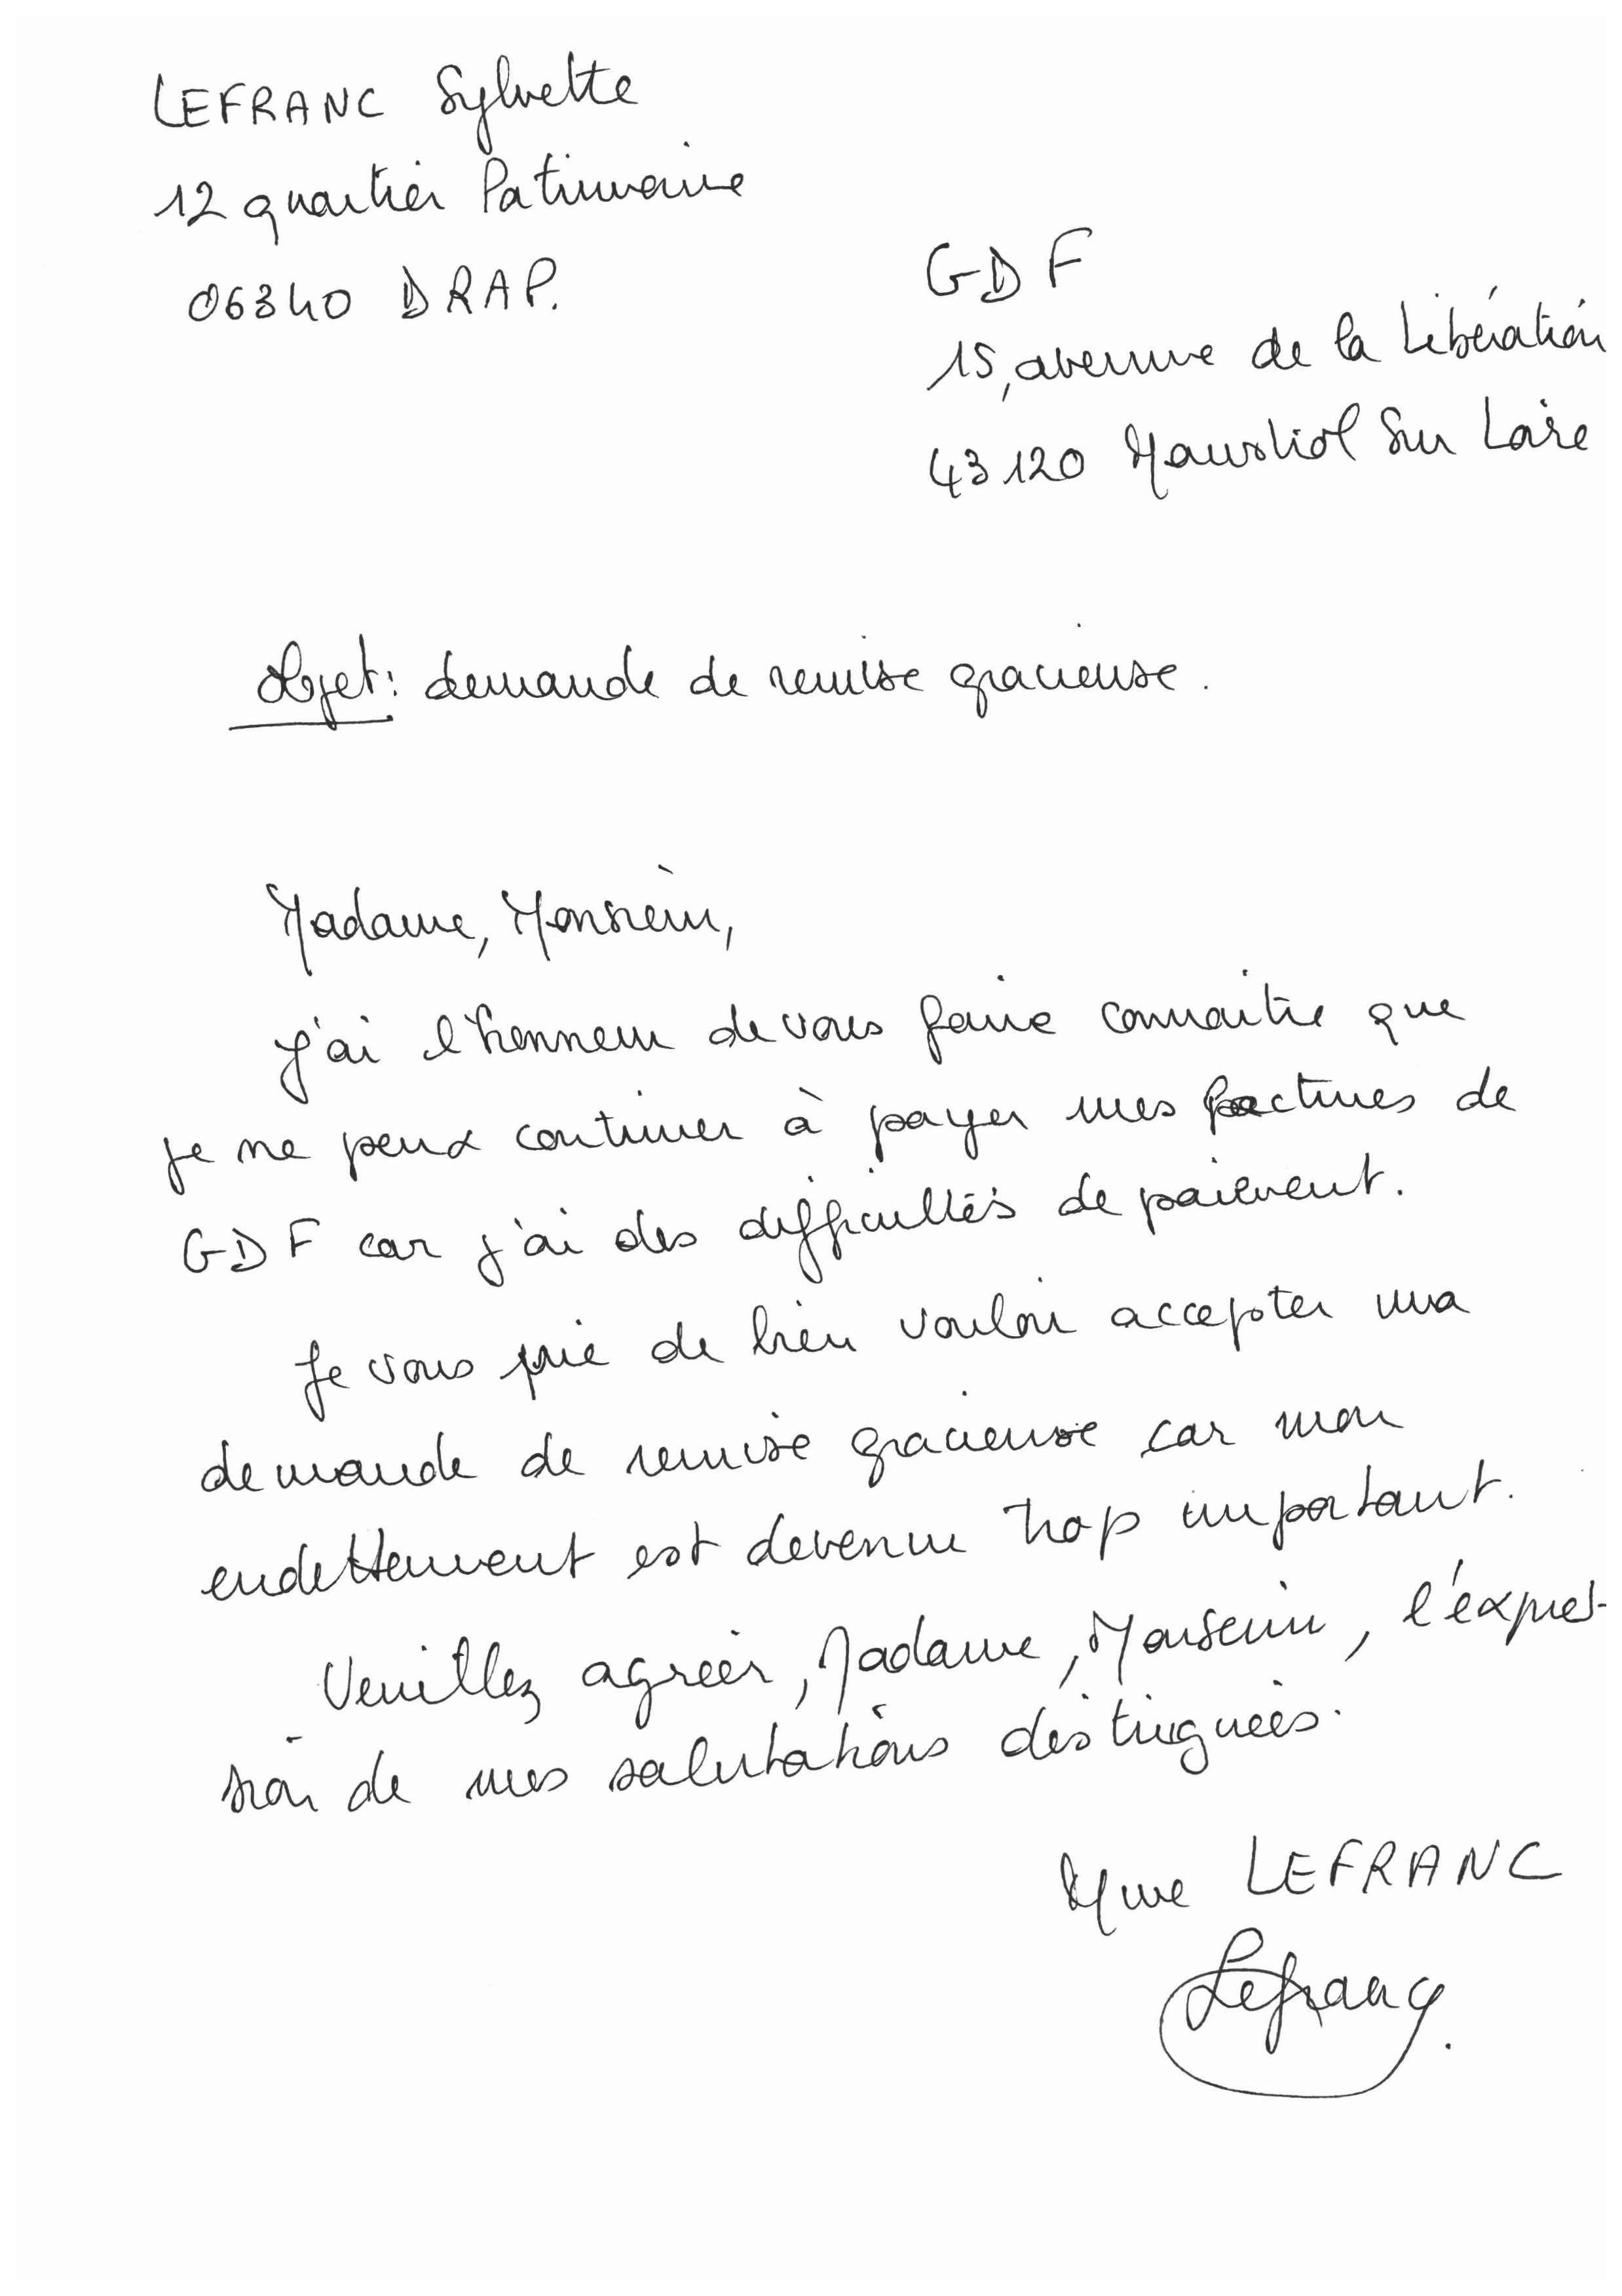 LEFRANC Sylvette
12 quartier Patimoine
06340 DRAP.
GDF
15, avenue de la Libération
43120 Monistrol Sur Loire
Objet: demande de remise gracieuse.
Madame, Monsieur,
J'ai l'honneur de vous faire connaitre que
je ne peux continuer à payer mes factures de
GDF car j'ai des difficultés de paiement.
Je vous prie de bien vouloir accepter ma
demande de remise gracieuse car mon
endettement est devenu trop important.
Veuillez agréer, Madame, Monsieur, l'expres-
sion de mes salutations distinguées.
Mme LEFRANC
Lefranc